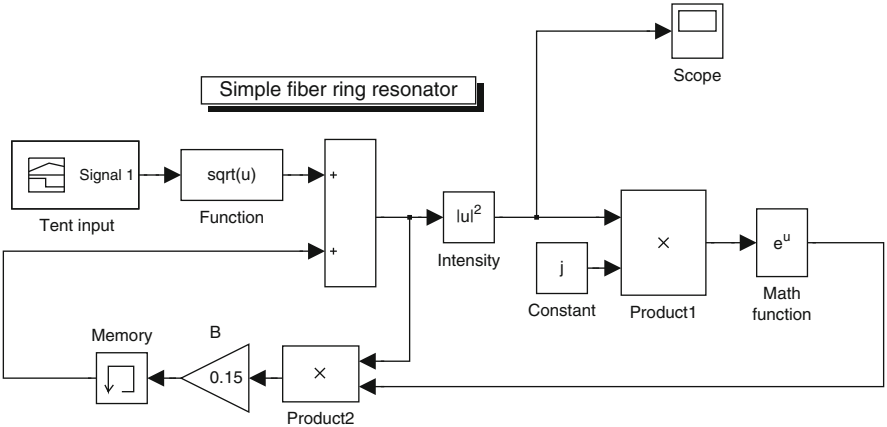 Scope
Simple fiber ring resonator
Signal 1
Tent input
sqrt(u)
Function
+
+
|u|²
Intensity
j
Constant
×
Product1
eᵘ
Math
function
Memory
B
0.15
×
Product2